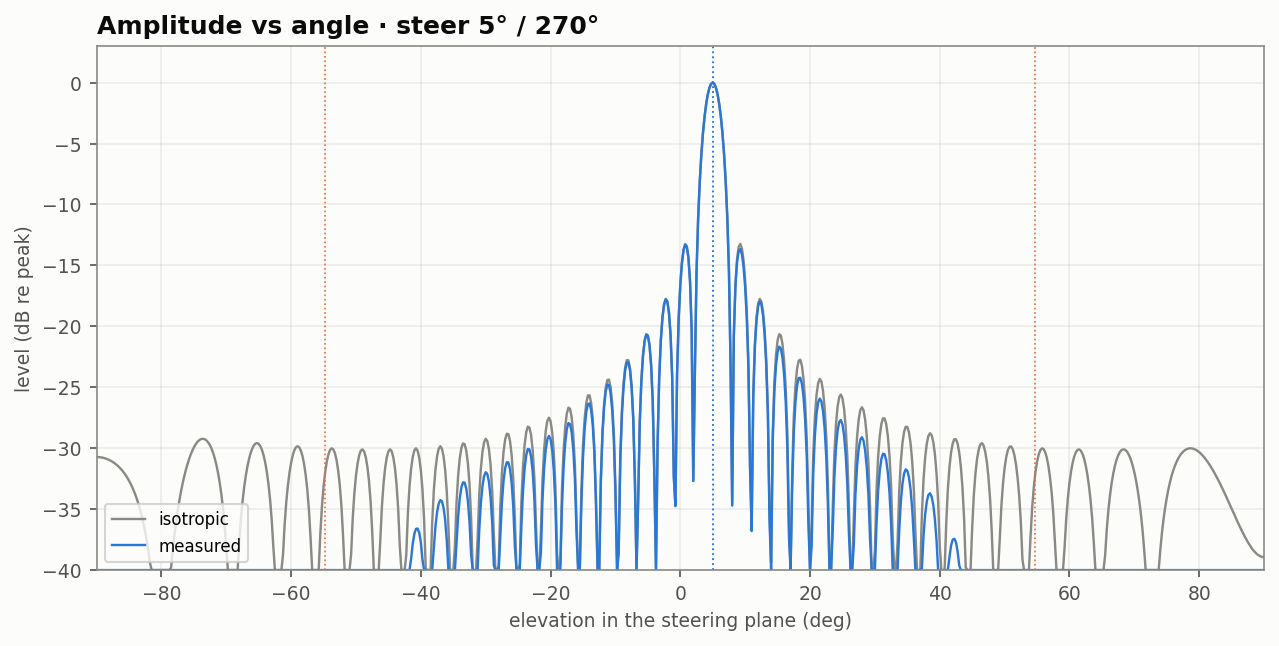 Amplitude vs angle · steer 5° / 270°
level (dB re peak)
0
−5
−10
−15
−20
−25
−30
−35
−40
isotropic
measured
−80 −60 −40 −20 0 20 40 60 80
elevation in the steering plane (deg)